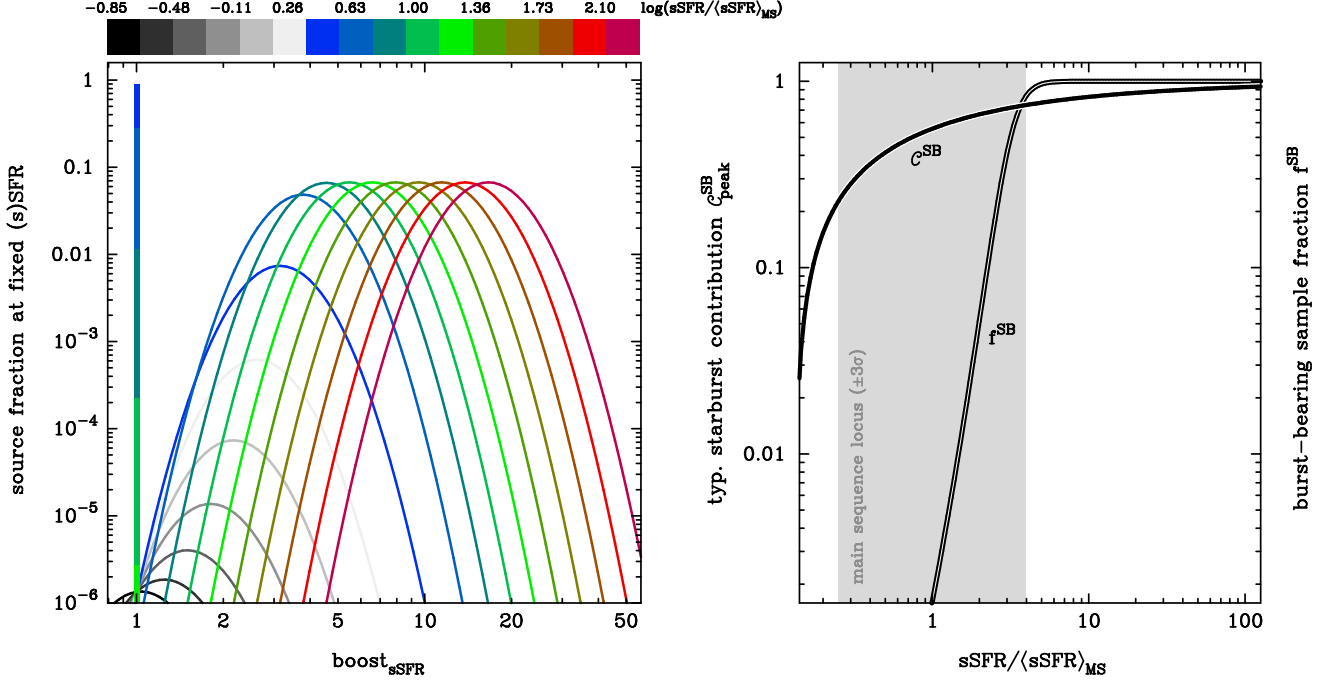 −0.85 −0.48 −0.11 0.26 0.63 1.00 1.36 1.73 2.10 log(sSFR/⟨sSFR⟩MS)
source fraction at fixed (s)SFR
1
0.1
0.01
10−3
10−4
10−5
10−6
1 2 5 10 20 50
boostsSFR
typ. starburst contribution 𝒞SBpeak
1
0.1
0.01
main sequence locus (±3σ)
𝒞SB
fSB
1 10 100
sSFR/⟨sSFR⟩MS
burst−bearing sample fraction fSB